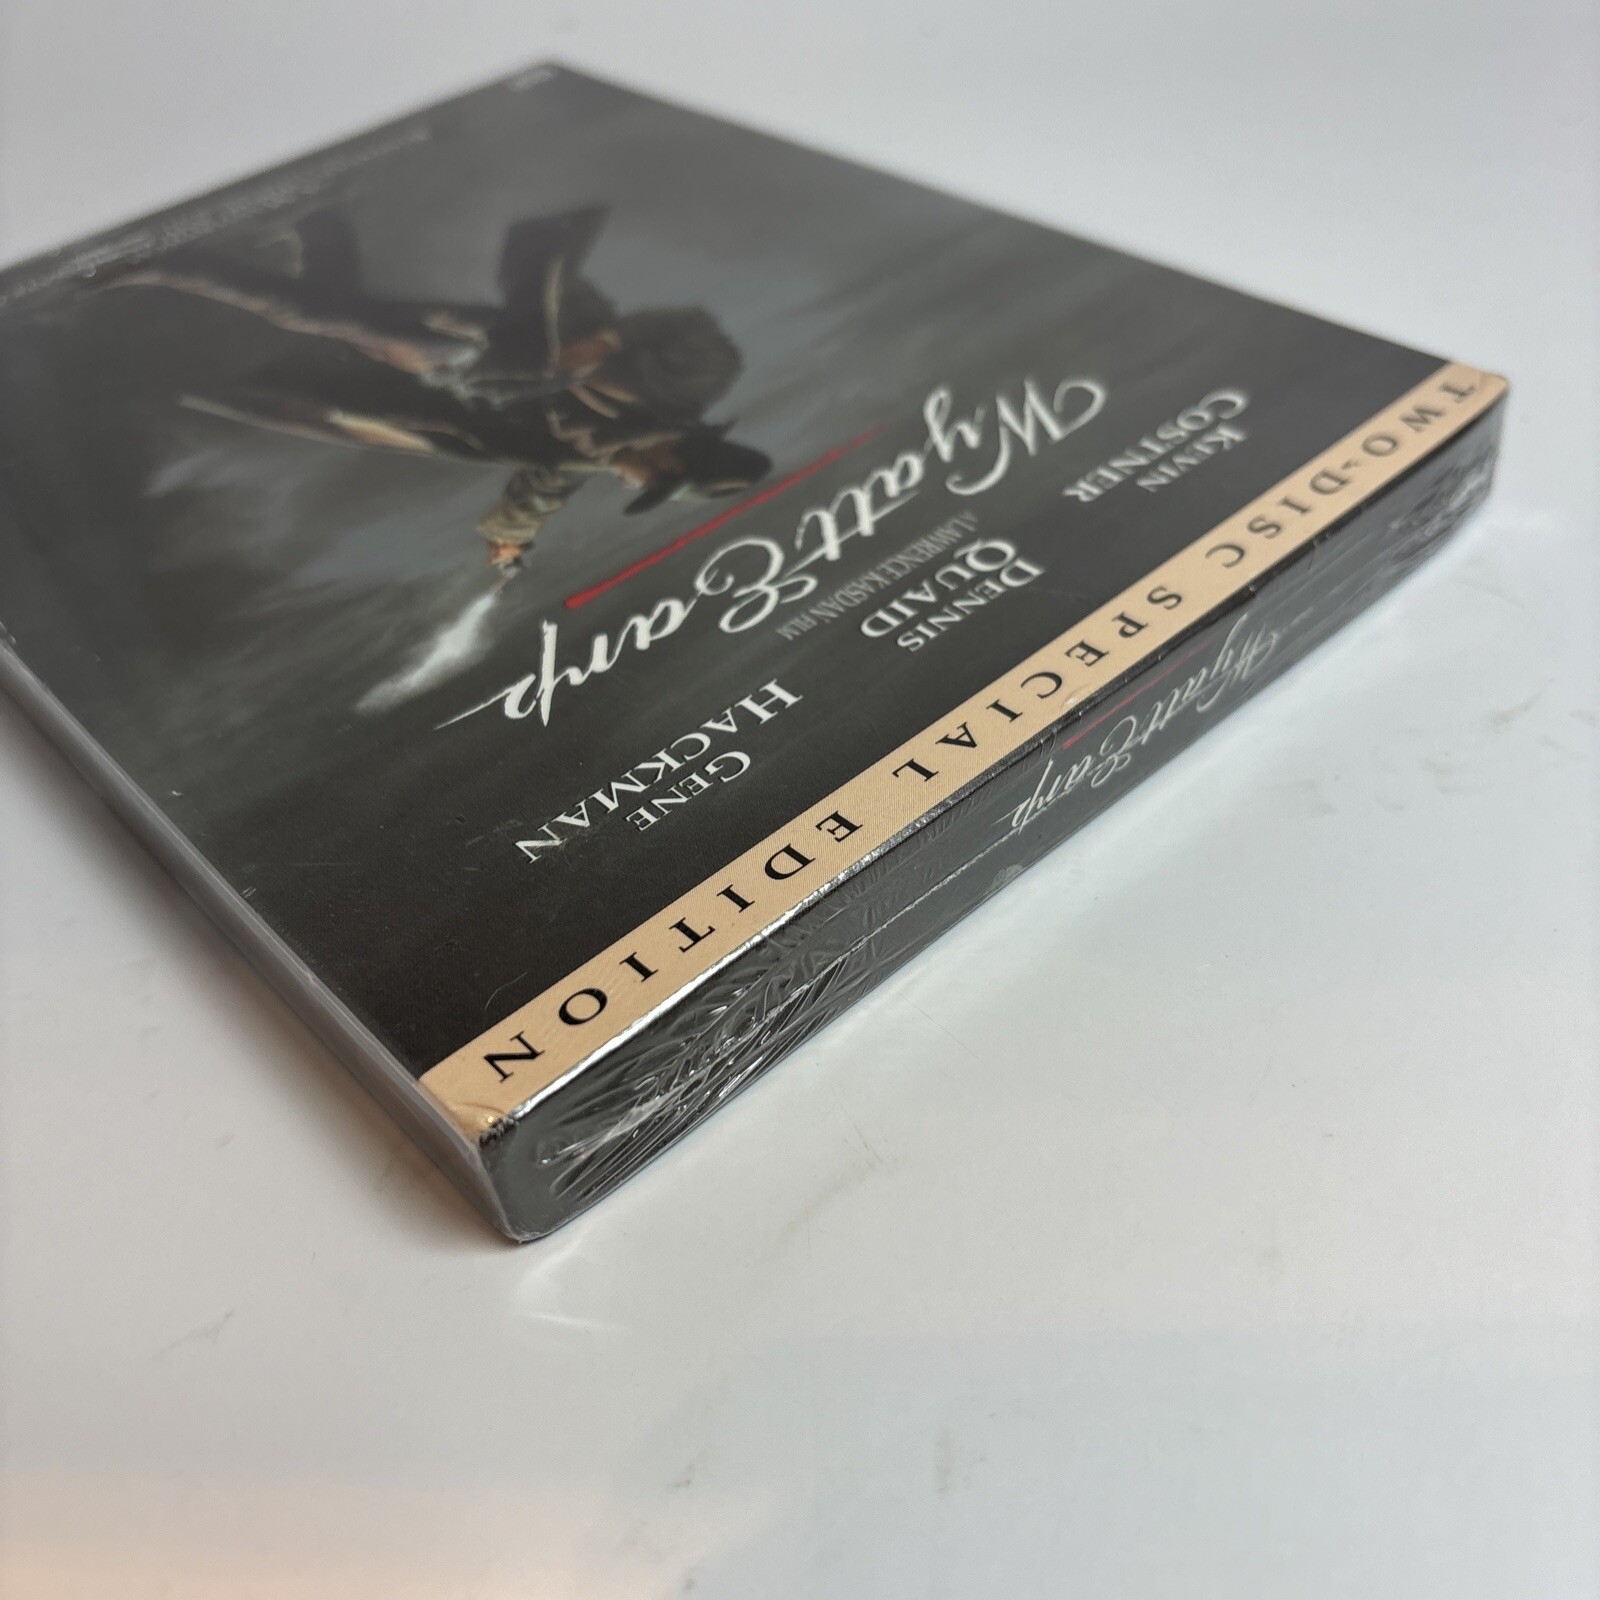 TWO-DISC SPECIAL EDITION
KEVIN
COSTNER
DENNIS
QUAID
GENE
HACKMAN
A LAWRENCE KASDAN FILM
Wyatt Earp
Wyatt Earp